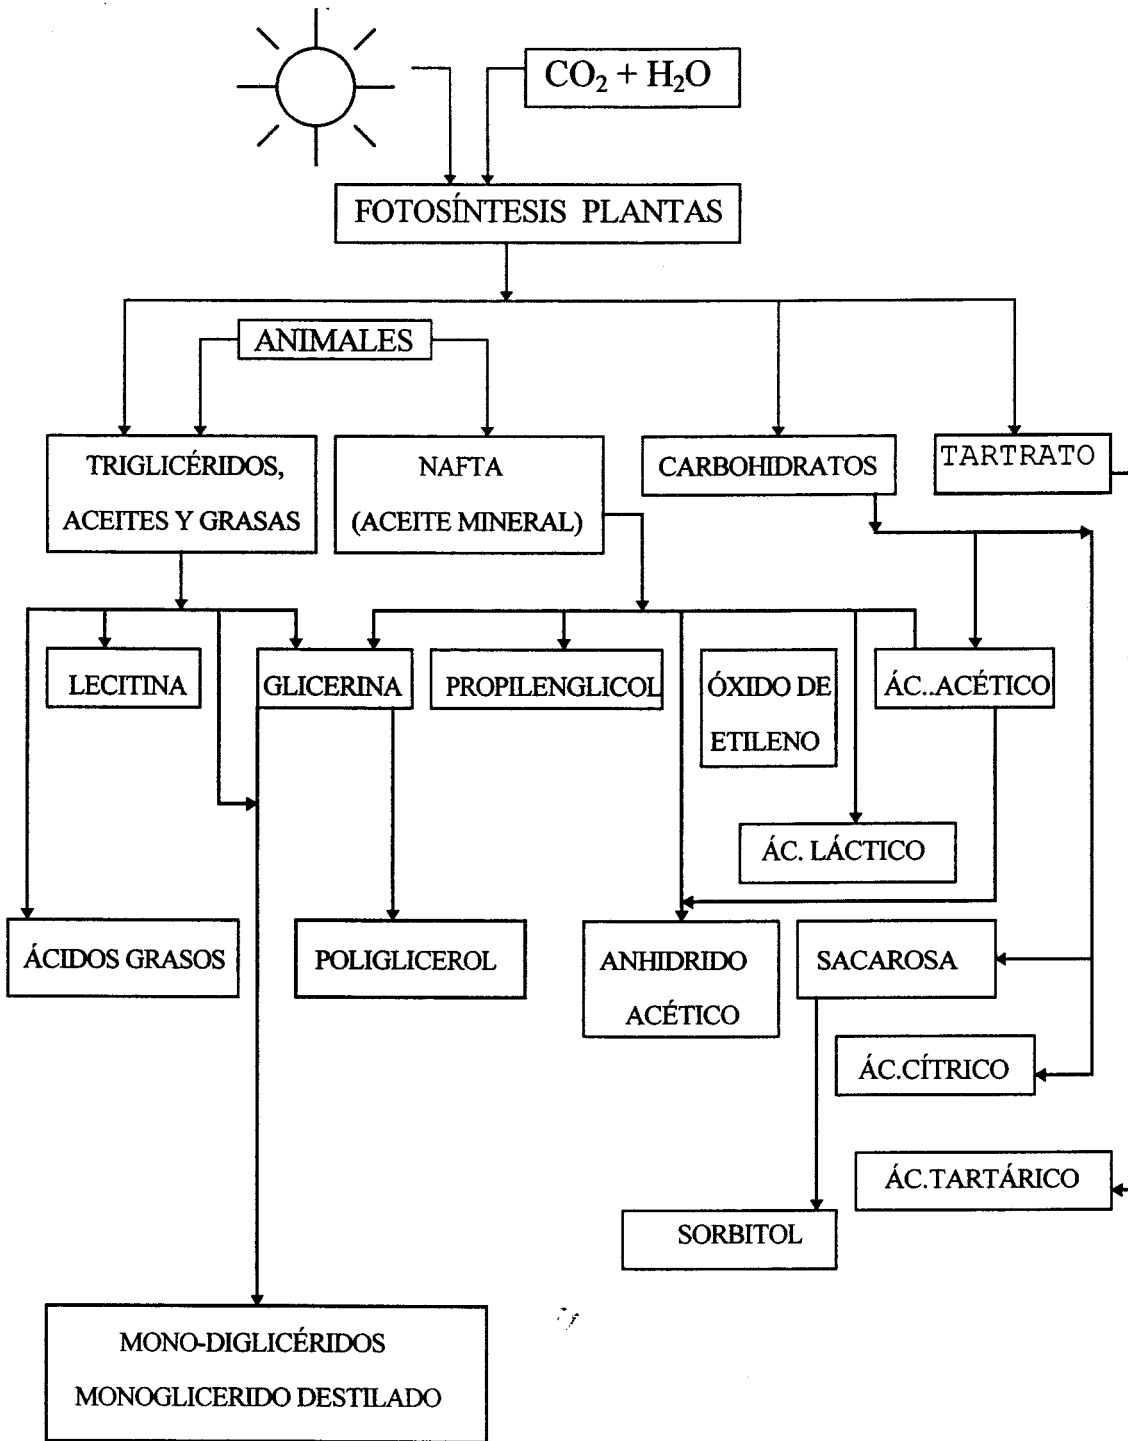 CO₂ + H₂O
FOTOSÍNTESIS PLANTAS
ANIMALES
TRIGLICÉRIDOS,
ACEITES Y GRASAS
NAFTA
(ACEITE MINERAL)
CARBOHIDRATOS
TARTRATO
LECITINA
GLICERINA
PROPILENGLICOL
ÓXIDO DE
ETILENO
ÁC..ACÉTICO
ÁC. LÁCTICO
ÁCIDOS GRASOS
POLIGLICEROL
ANHIDRIDO
ACÉTICO
SACAROSA
ÁC.CÍTRICO
ÁC.TARTÁRICO
SORBITOL
MONO-DIGLICÉRIDOS
MONOGLICERIDO DESTILADO